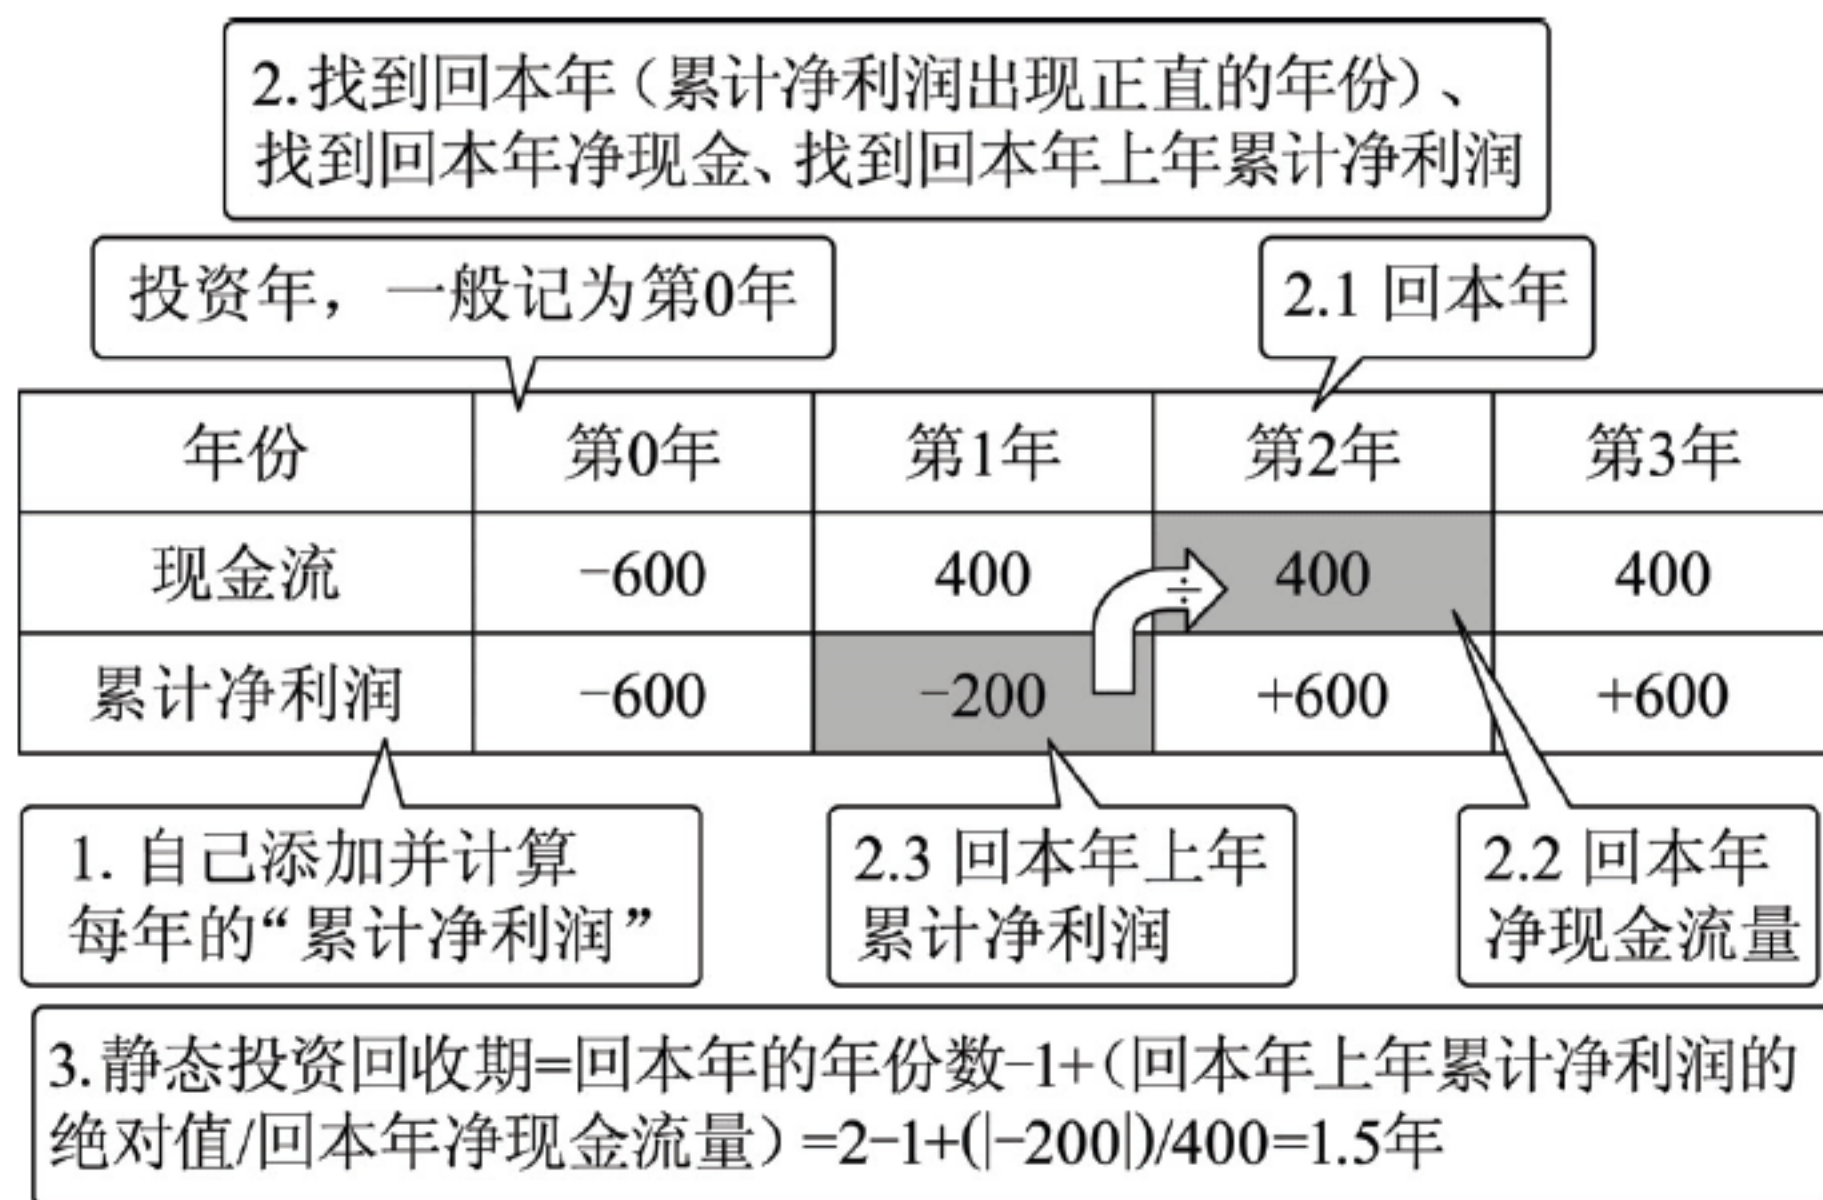 2.找到回本年（累计净利润出现正直的年份）、
找到回本年净现金、找到回本年上年累计净利润
投资年，一般记为第0年
2.1 回本年
年份 第0年 第1年 第2年 第3年
现金流 −600 400 ÷ 400 400
累计净利润 −600 −200 +600 +600
1. 自己添加并计算
每年的“累计净利润”
2.3 回本年上年
累计净利润
2.2 回本年
净现金流量
3.静态投资回收期=回本年的年份数−1+（回本年上年累计净利润的
绝对值/回本年净现金流量）=2−1+(|−200|)/400=1.5年